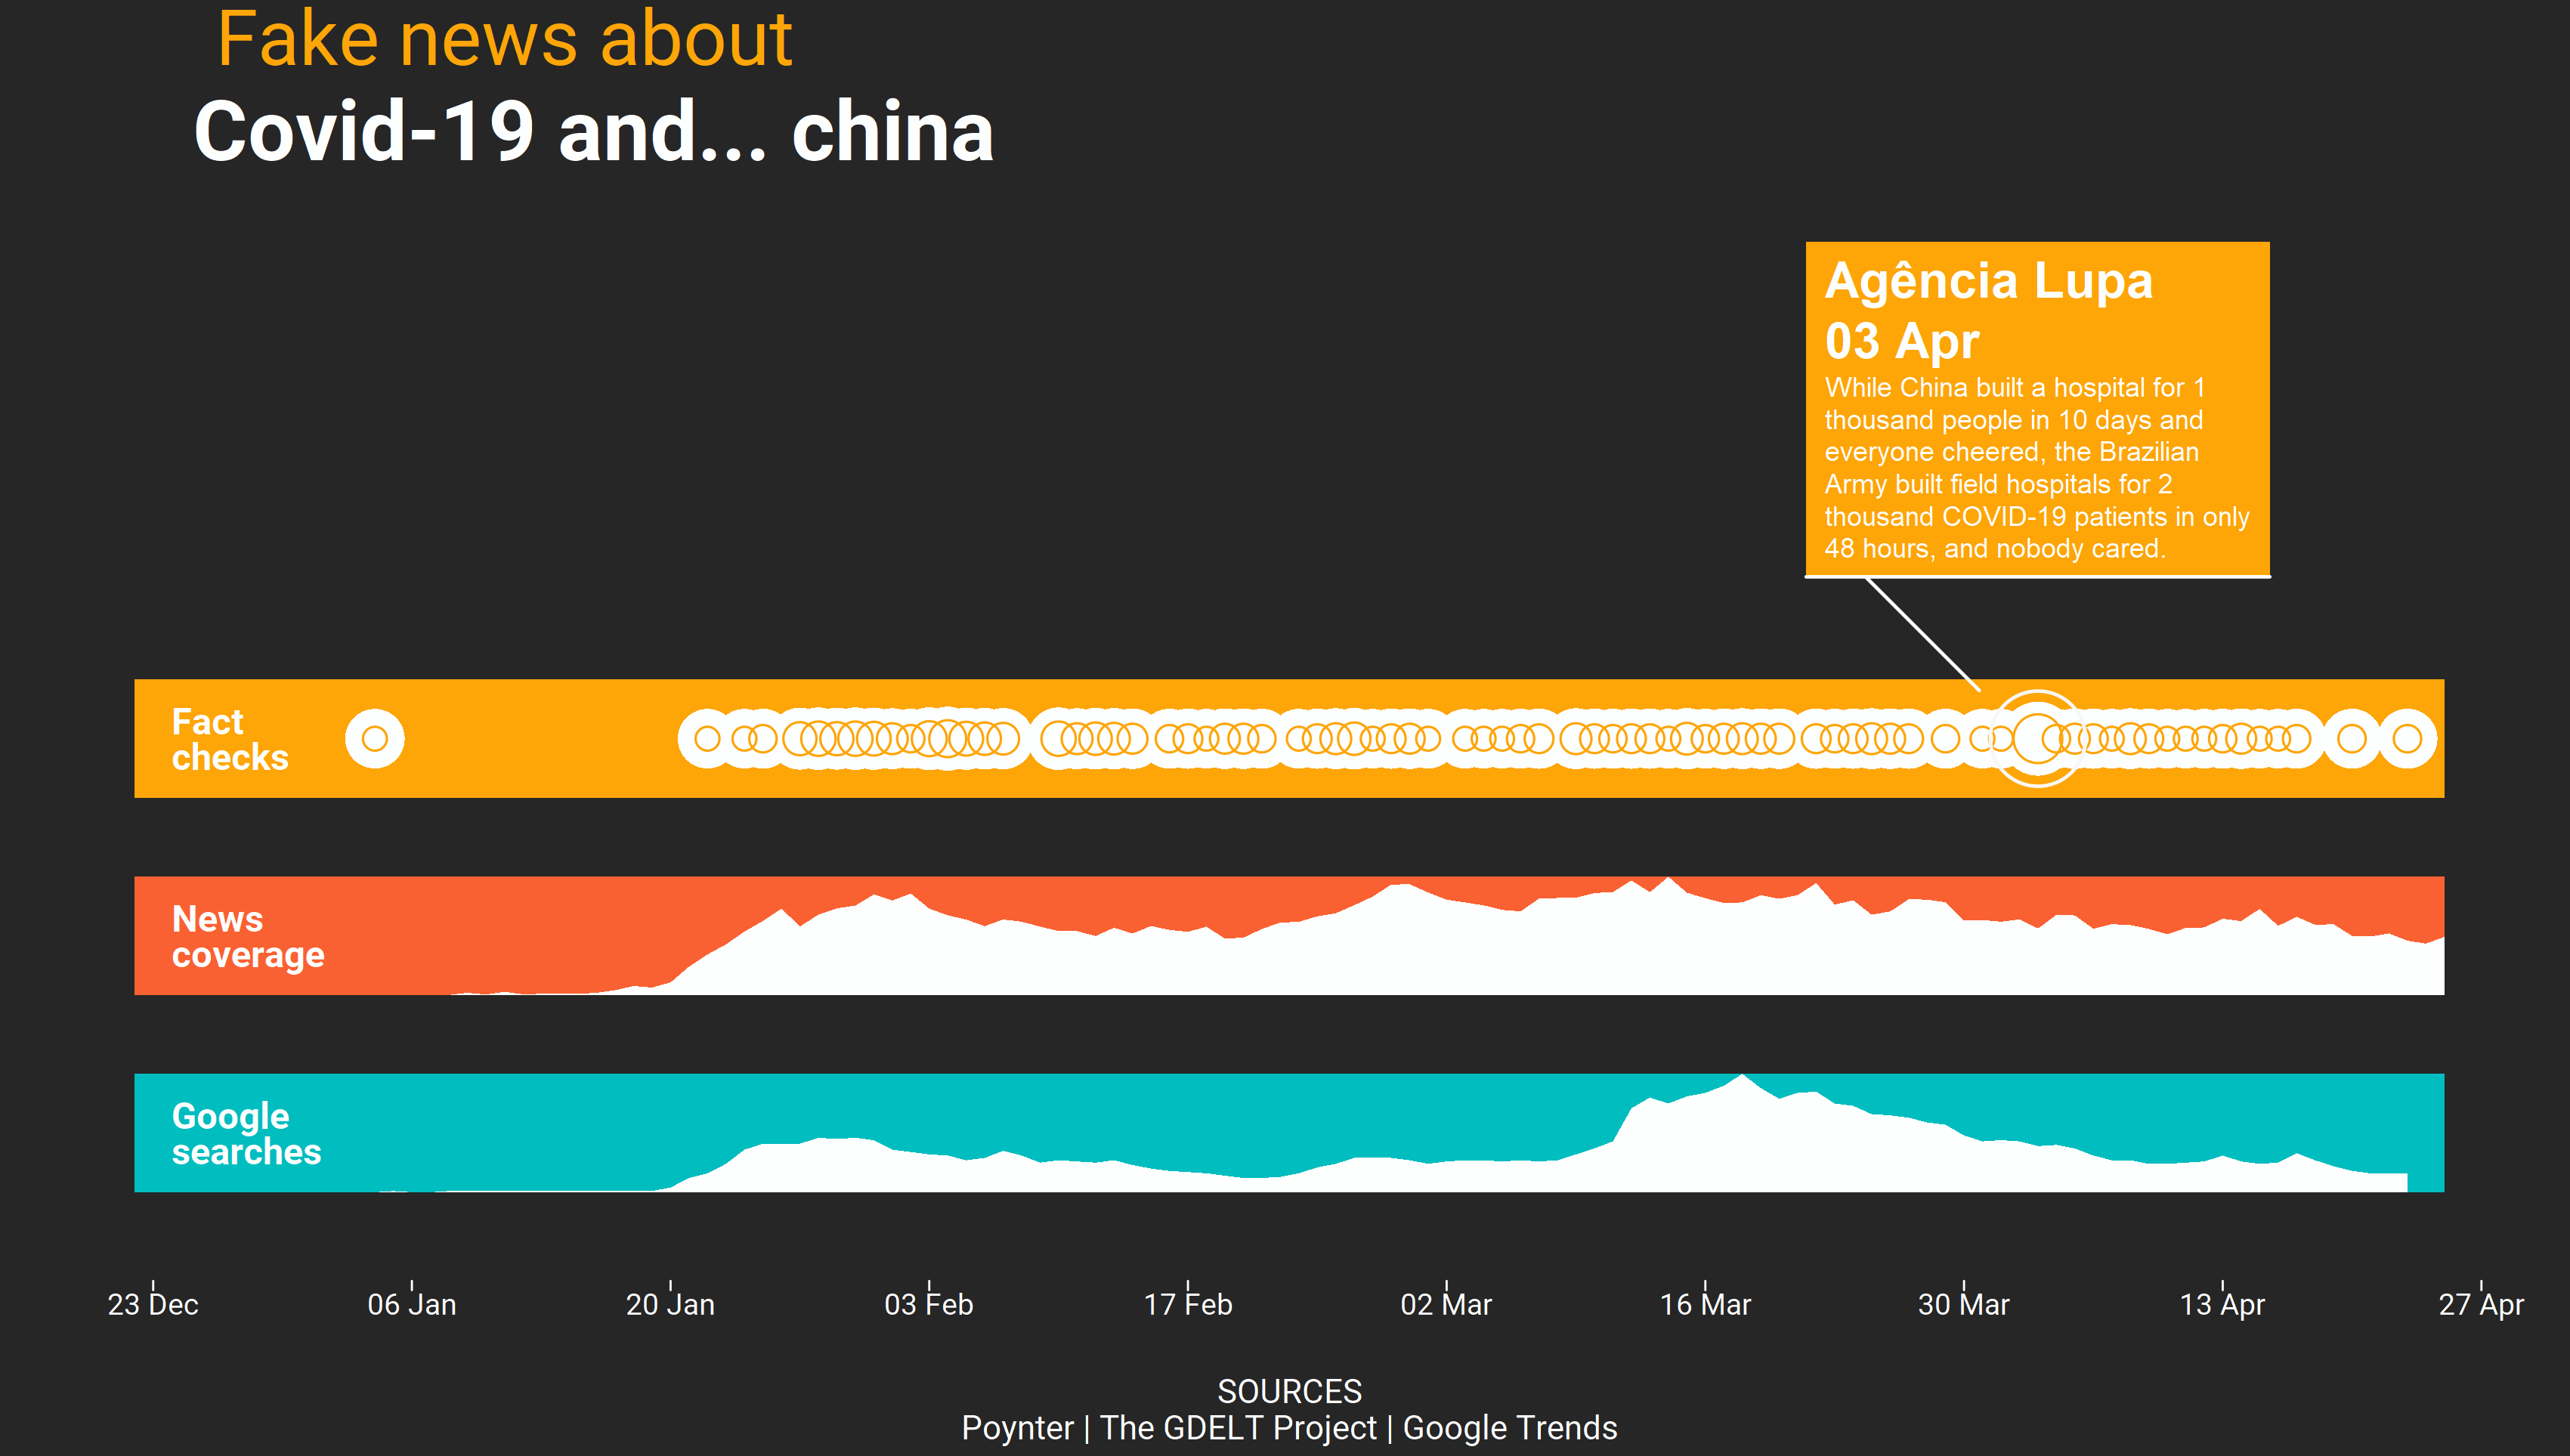 Fake news about
Covid-19 and... china
Agência Lupa
03 Apr
While China built a hospital for 1
thousand people in 10 days and
everyone cheered, the Brazilian
Army built field hospitals for 2
thousand COVID-19 patients in only
48 hours, and nobody cared.
Fact
checks
News
coverage
Google
searches
23 Dec 06 Jan 20 Jan 03 Feb 17 Feb 02 Mar 16 Mar 30 Mar 13 Apr 27 Apr
SOURCES
Poynter | The GDELT Project | Google Trends